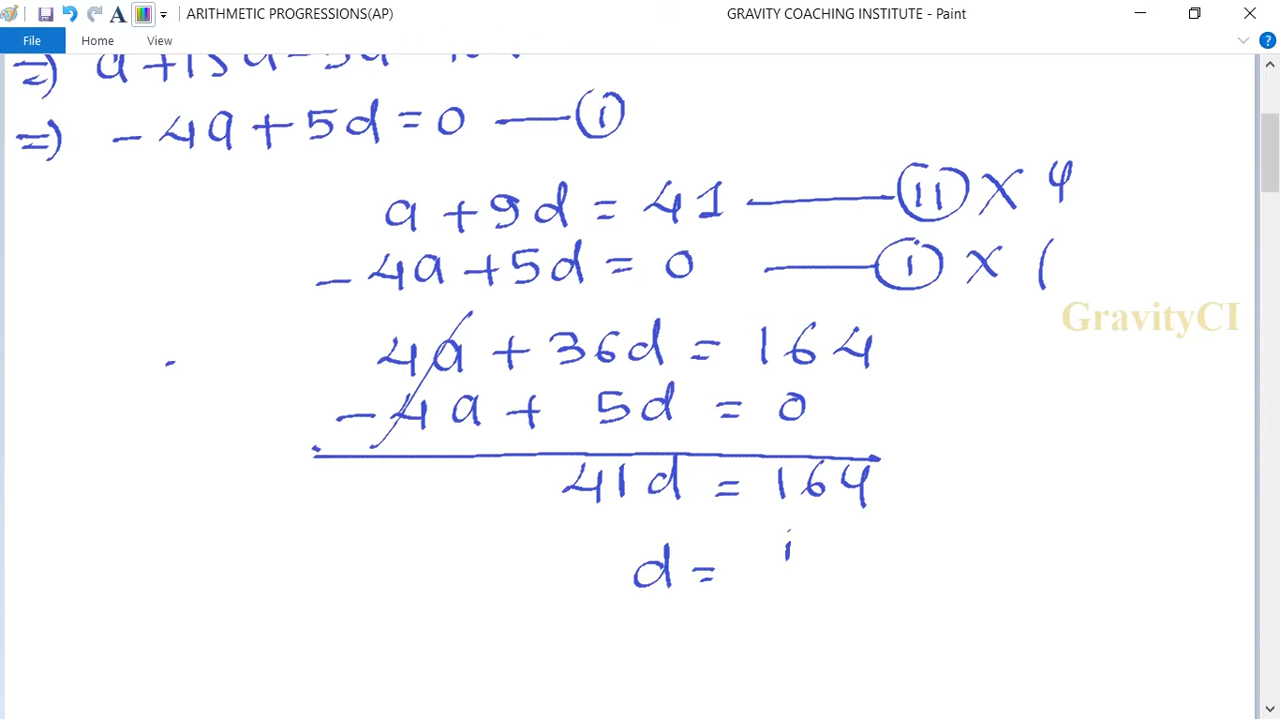 ARITHMETIC PROGRESSIONS(AP)
GRAVITY COACHING INSTITUTE - Paint
File Home View
=) -4a+5d=0 — (i)
a+9d=41 — (ii) × 4
-4a+5d=0 — (i) × (
GravityCI
4a + 36d = 164
-4a + 5d = 0
41d = 164
d =